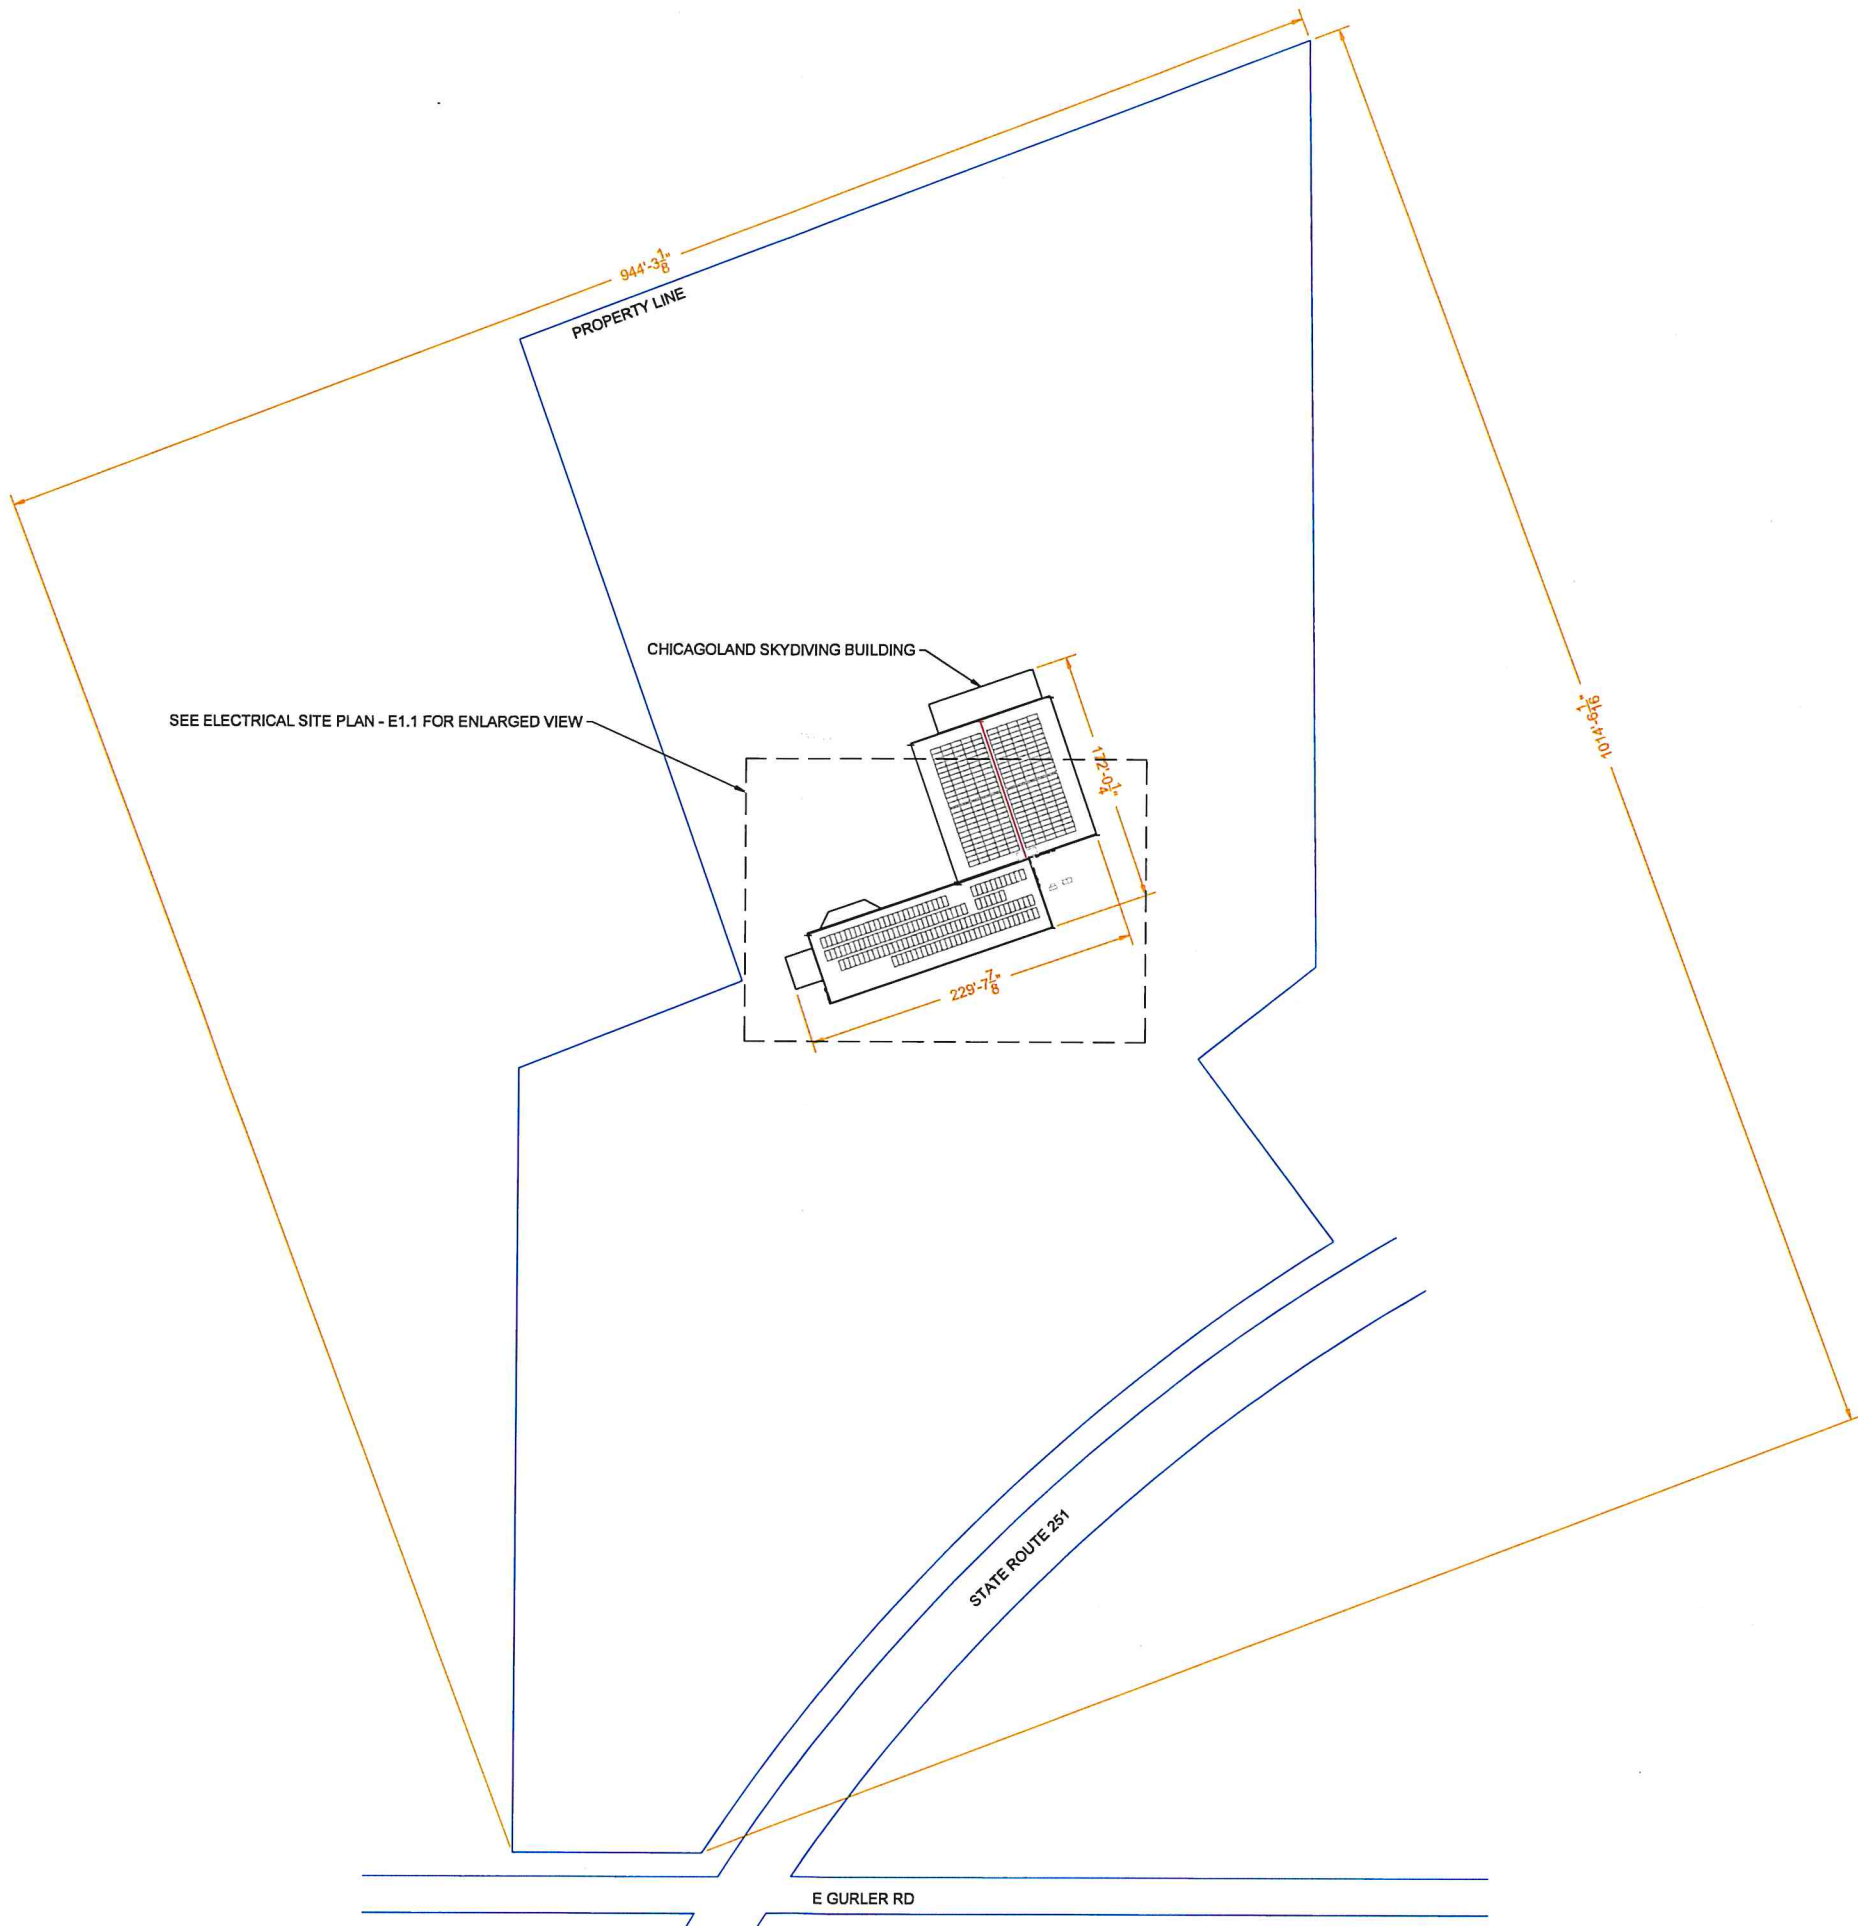 944'-3 1/8"
PROPERTY LINE
CHICAGOLAND SKYDIVING BUILDING
SEE ELECTRICAL SITE PLAN - E1.1 FOR ENLARGED VIEW
1014'-6 1/16"
172'-0 1/4"
229'-7 7/8"
STATE ROUTE 251
E GURLER RD